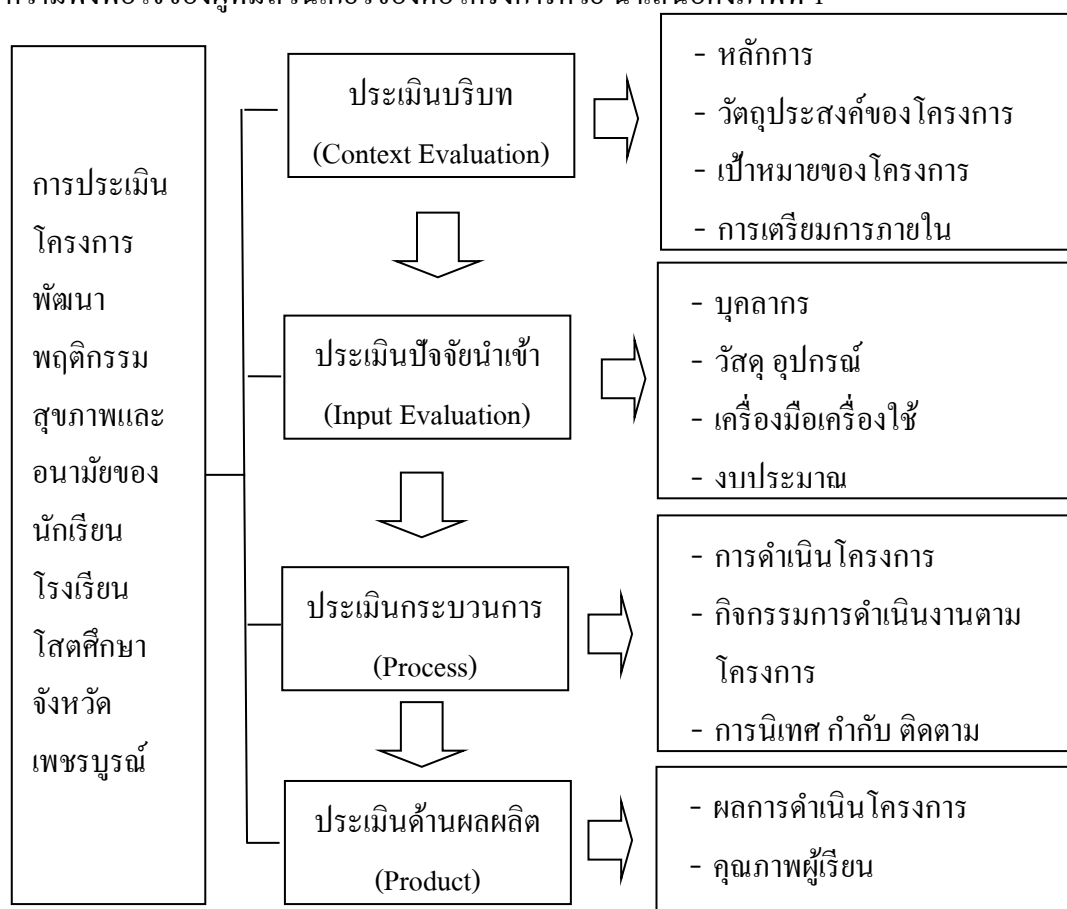 การประเมิน
โครงการ
พัฒนา
พฤติกรรม
สุขภาพและ
อนามัยของ
นักเรียน
โรงเรียน
โสตศึกษา
จังหวัด
เพชรบูรณ์
ประเมินบริบท
(Context Evaluation)
- หลักการ
- วัตถุประสงค์ของโครงการ
- เป้าหมายของโครงการ
- การเตรียมการภายใน
ประเมินปัจจัยนำเข้า
(Input Evaluation)
- บุคลากร
- วัสดุ อุปกรณ์
- เครื่องมือเครื่องใช้
- งบประมาณ
ประเมินกระบวนการ
(Process)
- การดำเนินโครงการ
- กิจกรรมการดำเนินงานตาม
โครงการ
- การนิเทศ กำกับ ติดตาม
ประเมินด้านผลผลิต
(Product)
- ผลการดำเนินโครงการ
- คุณภาพผู้เรียน